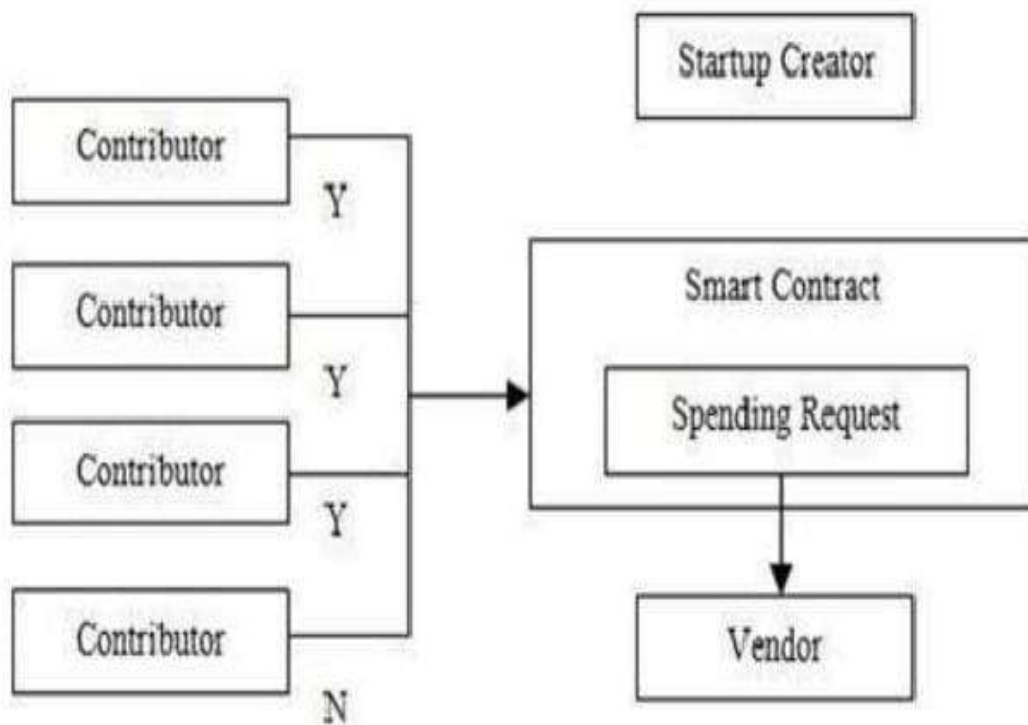 Startup Creator
Contributor
Y
Contributor
Y
Contributor
Y
Contributor
N
Smart Contract
Spending Request
Vendor